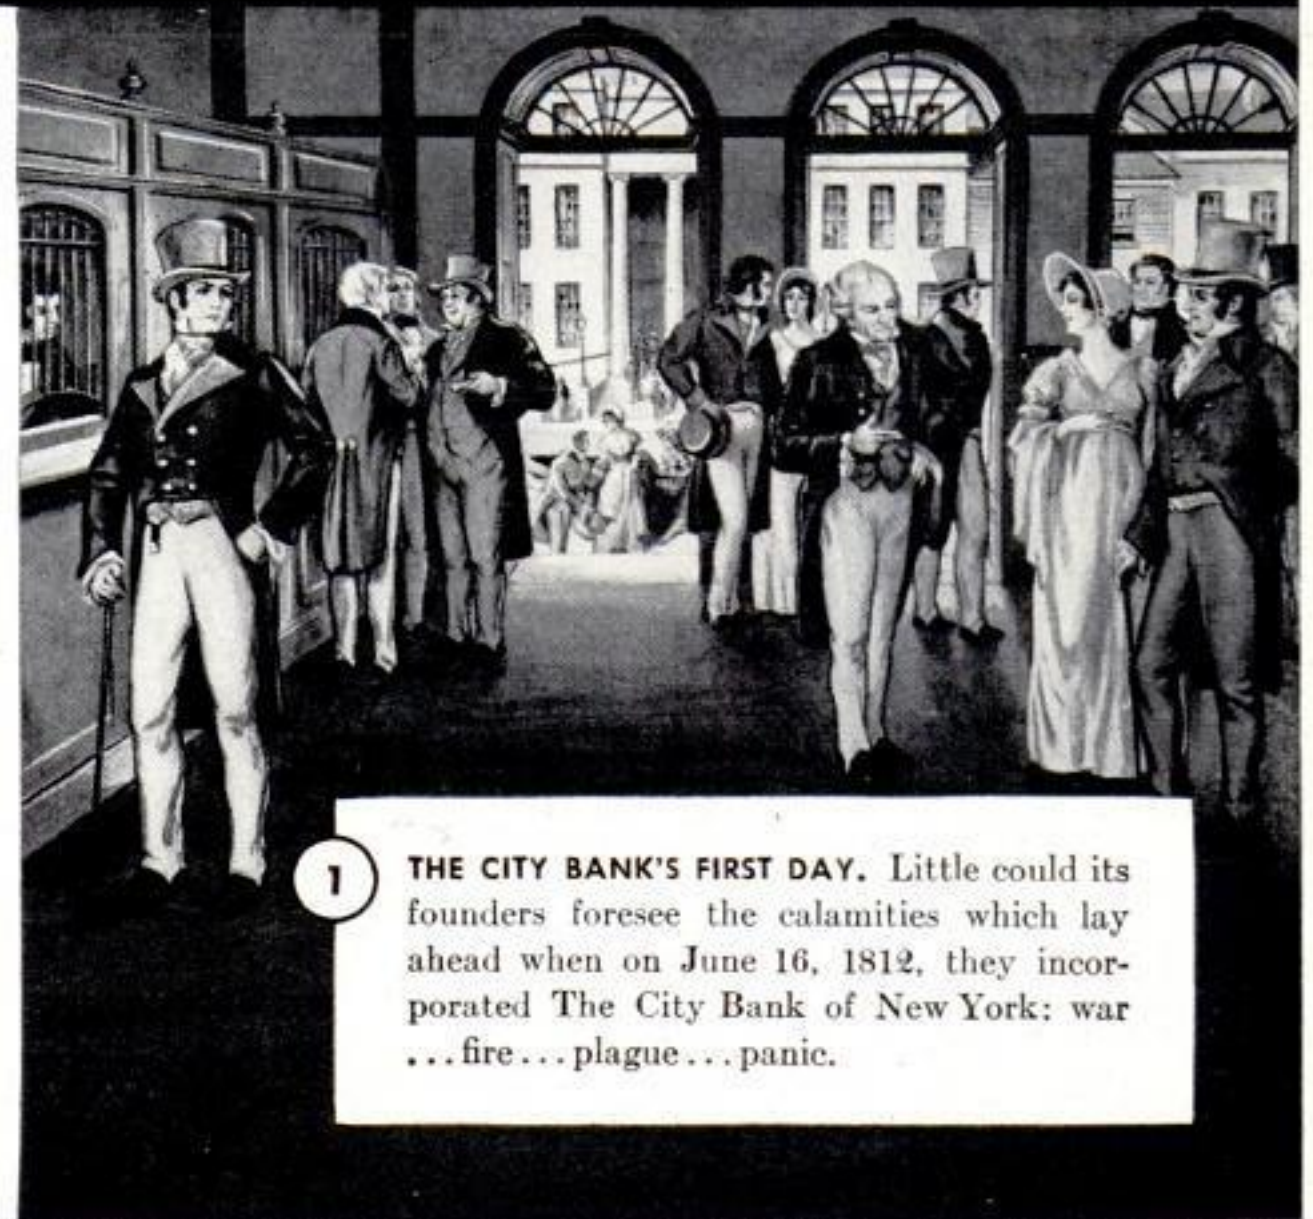 1
THE CITY BANK'S FIRST DAY. Little could its
founders foresee the calamities which lay
ahead when on June 16, 1812, they incor-
porated The City Bank of New York: war
...fire...plague...panic.